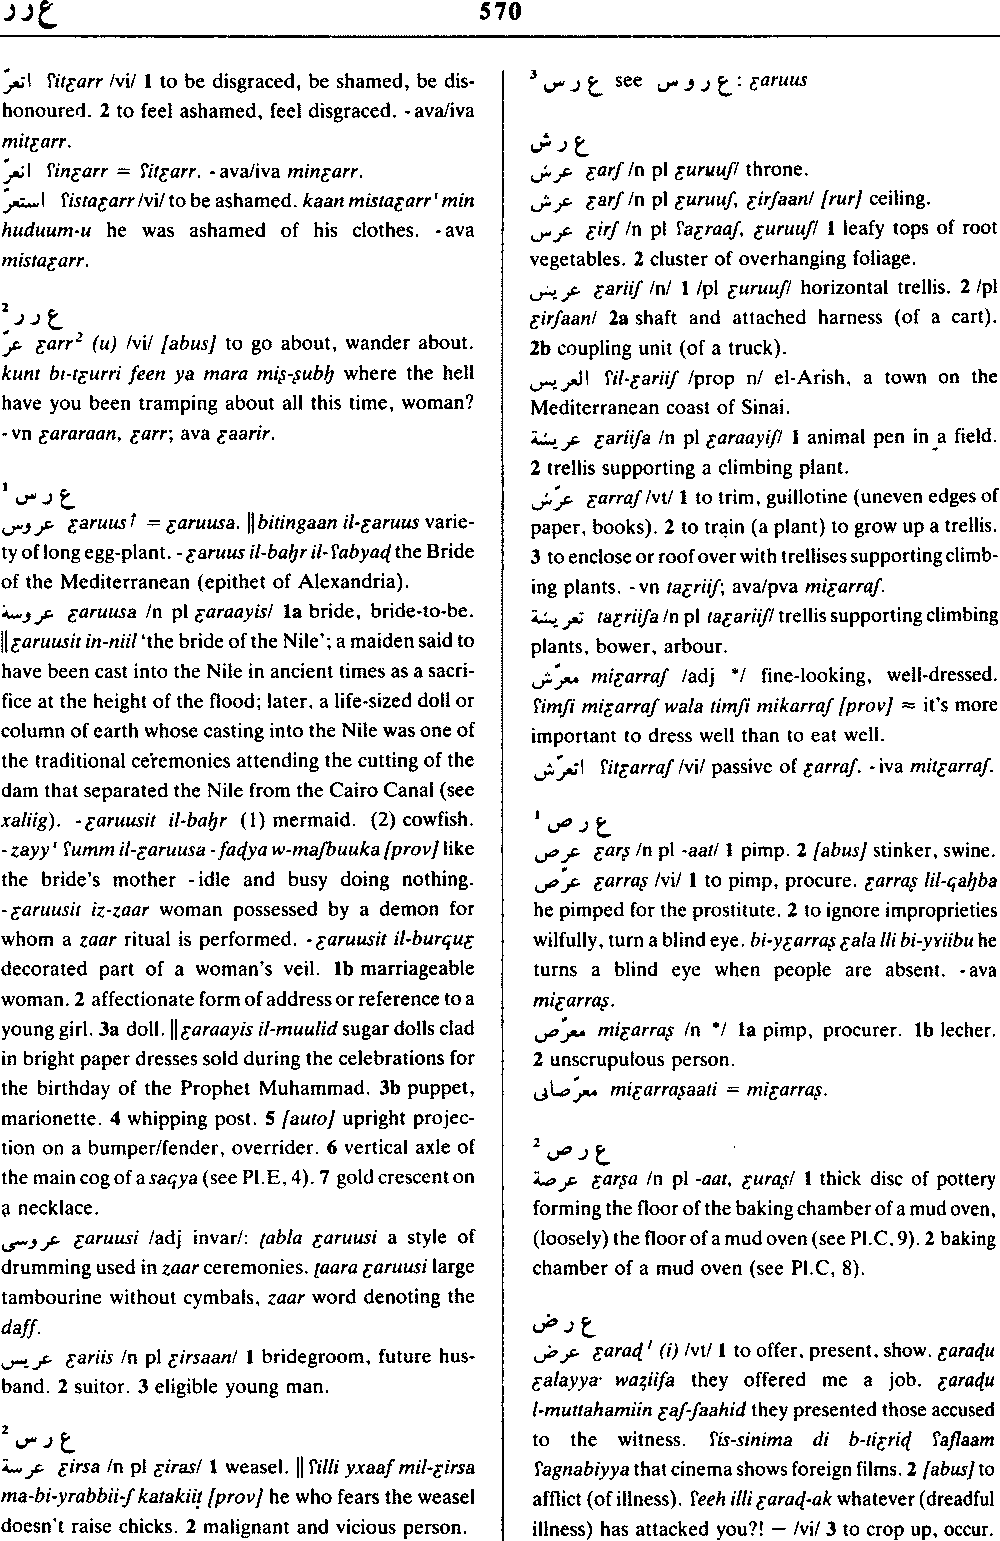 ع ر ر
570
اتعرّ ʕitɛarr /vi/ 1 to be disgraced, be shamed, be dis-
honoured. 2 to feel ashamed, feel disgraced. -ava/iva
mitɛarr.
انعرّ ʕinɛarr = ʕitɛarr. -ava/iva minɛarr.
استعرّ ʕistaɛarr /vi/ to be ashamed. kaan mistaɛarrˈ min
huduum-u he was ashamed of his clothes. -ava
mistaɛarr.
² ع ر ر
عرّ ɛarr² (u) /vi/ [abus] to go about, wander about.
kunt bi-tɛurri feen ya mara miṣ-ṣubḥ where the hell
have you been tramping about all this time, woman?
-vn ɛararaan, ɛarr; ava ɛaarir.
¹ ع ر س
عروس ɛaruus↑ = ɛaruusa. ‖ bitingaan il-ɛaruus varie-
ty of long egg-plant. -ɛaruus il-baḥr il-ʕabyaḍ the Bride
of the Mediterranean (epithet of Alexandria).
عروسة ɛaruusa /n pl ɛaraayis/ 1a bride, bride-to-be.
‖ ɛaruusit in-niil ‘the bride of the Nile’; a maiden said to
have been cast into the Nile in ancient times as a sacri-
fice at the height of the flood; later, a life-sized doll or
column of earth whose casting into the Nile was one of
the traditional ceremonies attending the cutting of the
dam that separated the Nile from the Cairo Canal (see
xaliig). -ɛaruusit il-baḥr (1) mermaid. (2) cowfish.
-zayyˈ ʕumm il-ɛaruusa -faḍya w-maʃbuuka [prov] like
the bride's mother -idle and busy doing nothing.
-ɛaruusit iz-zaar woman possessed by a demon for
whom a zaar ritual is performed. -ɛaruusit il-burquɛ
decorated part of a woman's veil. 1b marriageable
woman. 2 affectionate form of address or reference to a
young girl. 3a doll. ‖ ɛaraayis il-muulid sugar dolls clad
in bright paper dresses sold during the celebrations for
the birthday of the Prophet Muhammad. 3b puppet,
marionette. 4 whipping post. 5 [auto] upright projec-
tion on a bumper/fender, overrider. 6 vertical axle of
the main cog of a saqya (see Pl.E, 4). 7 gold crescent on
a necklace.
عروسى ɛaruusi /adj invar/: ṭabla ɛaruusi a style of
drumming used in zaar ceremonies. ṭaara ɛaruusi large
tambourine without cymbals, zaar word denoting the
daff.
عريس ɛariis /n pl ɛirsaan/ 1 bridegroom, future hus-
band. 2 suitor. 3 eligible young man.
² ع ر س
عرسة ɛirsa /n pl ɛiras/ 1 weasel. ‖ ʕilli yxaaf mil-ɛirsa
ma-bi-yrabbii-ʃ katakiiṭ [prov] he who fears the weasel
doesn't raise chicks. 2 malignant and vicious person.
³ ع ر س see ع ر و س : ɛaruus
ع ر ش
عرش ɛarʃ /n pl ɛuruuʃ/ throne.
عرش ɛarʃ /n pl ɛuruuʃ, ɛirʃaan/ [rur] ceiling.
عرش ɛirʃ /n pl ʕaɛraaʃ, ɛuruuʃ/ 1 leafy tops of root
vegetables. 2 cluster of overhanging foliage.
عريش ɛariiʃ /n/ 1 /pl ɛuruuʃ/ horizontal trellis. 2 /pl
ɛirʃaan/ 2a shaft and attached harness (of a cart).
2b coupling unit (of a truck).
العريش ʕil-ɛariiʃ /prop n/ el-Arish, a town on the
Mediterranean coast of Sinai.
عريشة ɛariiʃa /n pl ɛaraayiʃ/ 1 animal pen in a field.
2 trellis supporting a climbing plant.
عرّش ɛarraʃ /vt/ 1 to trim, guillotine (uneven edges of
paper, books). 2 to train (a plant) to grow up a trellis.
3 to enclose or roof over with trellises supporting climb-
ing plants. -vn taɛriiʃ; ava/pva miɛarraʃ.
تعريشة taɛriiʃa /n pl taɛariiʃ/ trellis supporting climbing
plants, bower, arbour.
معرّش miɛarraʃ /adj */ fine-looking, well-dressed.
ʕimʃi miɛarraʃ wala timʃi mikarraʃ [prov] ≈ it's more
important to dress well than to eat well.
اتعرّش ʕitɛarraʃ /vi/ passive of ɛarraʃ. -iva mitɛarraʃ.
¹ ع ر ص
عرص ɛarṣ /n pl -aat/ 1 pimp. 2 [abus] stinker, swine.
عرّص ɛarraṣ /vi/ 1 to pimp, procure. ɛarraṣ lil-qaḥba
he pimped for the prostitute. 2 to ignore improprieties
wilfully, turn a blind eye. bi-yɛarraṣ ɛala lli bi-yɣiibu he
turns a blind eye when people are absent. -ava
miɛarraṣ.
معرّص miɛarraṣ /n */ 1a pimp, procurer. 1b lecher.
2 unscrupulous person.
معرّصاتى miɛarraṣaati = miɛarraṣ.
² ع ر ص
عرصة ɛarṣa /n pl -aat, ɛuraṣ/ 1 thick disc of pottery
forming the floor of the baking chamber of a mud oven,
(loosely) the floor of a mud oven (see Pl.C, 9). 2 baking
chamber of a mud oven (see Pl.C, 8).
ع ر ض
عرض ɛaraḍ¹ (i) /vt/ 1 to offer, present, show. ɛaraḍu
ɛalayyaˈ waẓiifa they offered me a job. ɛaraḍu
l-muttahamiin ɛaʃ-ʃaahid they presented those accused
to the witness. ʕis-sinima di b-tiɛriḍ ʕaflaam
ʕagnabiyya that cinema shows foreign films. 2 [abus] to
afflict (of illness). ʕeeh illi ɛaraḍ-ak whatever (dreadful
illness) has attacked you?! — /vi/ 3 to crop up, occur.